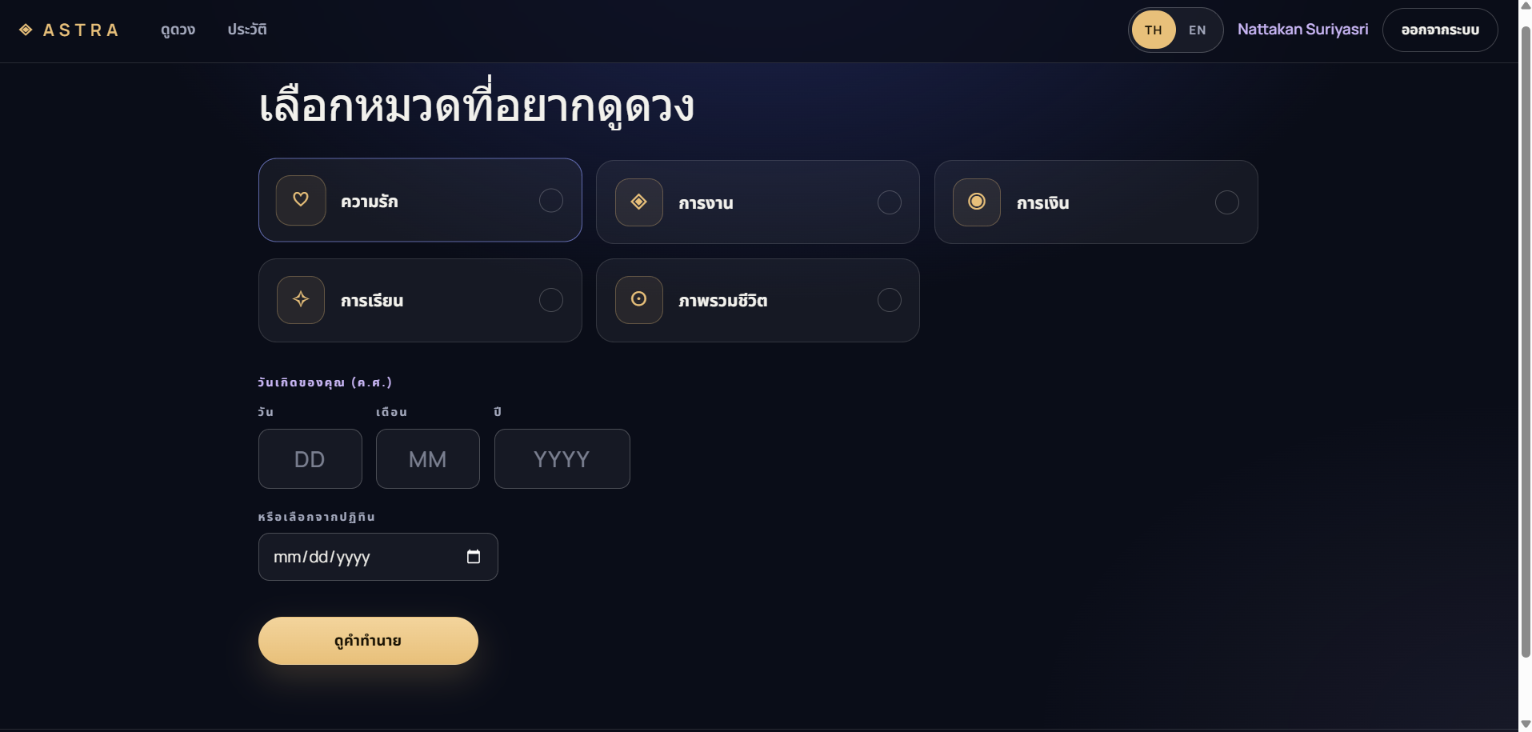 ASTRA ดูดวง ประวัติ TH EN Nattakan Suriyasri ออกจากระบบ
เลือกหมวดที่อยากดูดวง
ความรัก การงาน การเงิน
การเรียน ภาพรวมชีวิต
วันเกิดของคุณ (ค.ศ.)
วัน เดือน ปี
DD MM YYYY
หรือเลือกจากปฏิทิน
mm/dd/yyyy
ดูคำทำนาย